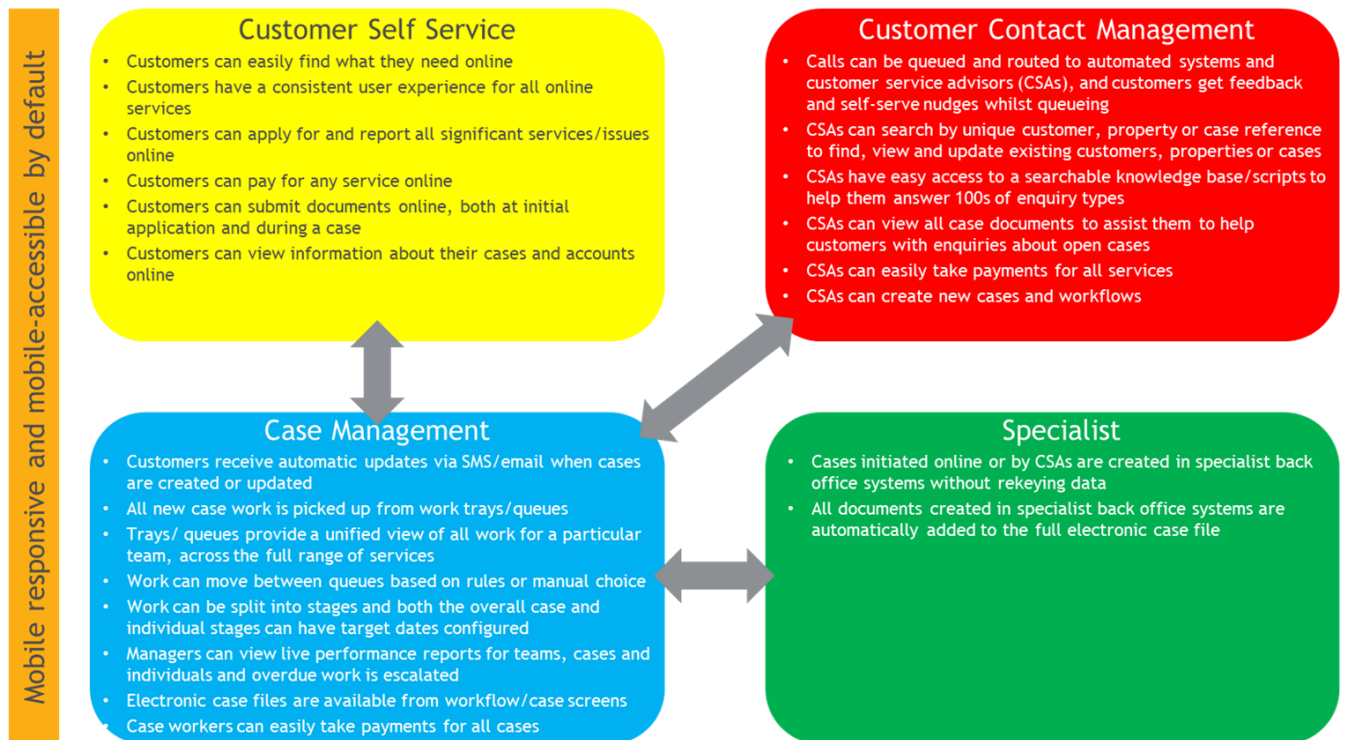 Mobile responsive and mobile-accessible by default
Customer Self Service
• Customers can easily find what they need online
• Customers have a consistent user experience for all online
services
• Customers can apply for and report all significant services/issues
online
• Customers can pay for any service online
• Customers can submit documents online, both at initial
application and during a case
• Customers can view information about their cases and accounts
online
Customer Contact Management
• Calls can be queued and routed to automated systems and
customer service advisors (CSAs), and customers get feedback
and self-serve nudges whilst queueing
• CSAs can search by unique customer, property or case reference
to find, view and update existing customers, properties or cases
• CSAs have easy access to a searchable knowledge base/scripts to
help them answer 100s of enquiry types
• CSAs can view all case documents to assist them to help
customers with enquiries about open cases
• CSAs can easily take payments for all services
• CSAs can create new cases and workflows
Case Management
• Customers receive automatic updates via SMS/email when cases
are created or updated
• All new case work is picked up from work trays/queues
• Trays/ queues provide a unified view of all work for a particular
team, across the full range of services
• Work can move between queues based on rules or manual choice
• Work can be split into stages and both the overall case and
individual stages can have target dates configured
• Managers can view live performance reports for teams, cases and
individuals and overdue work is escalated
• Electronic case files are available from workflow/case screens
• Case workers can easily take payments for all cases
Specialist
• Cases initiated online or by CSAs are created in specialist back
office systems without rekeying data
• All documents created in specialist back office systems are
automatically added to the full electronic case file